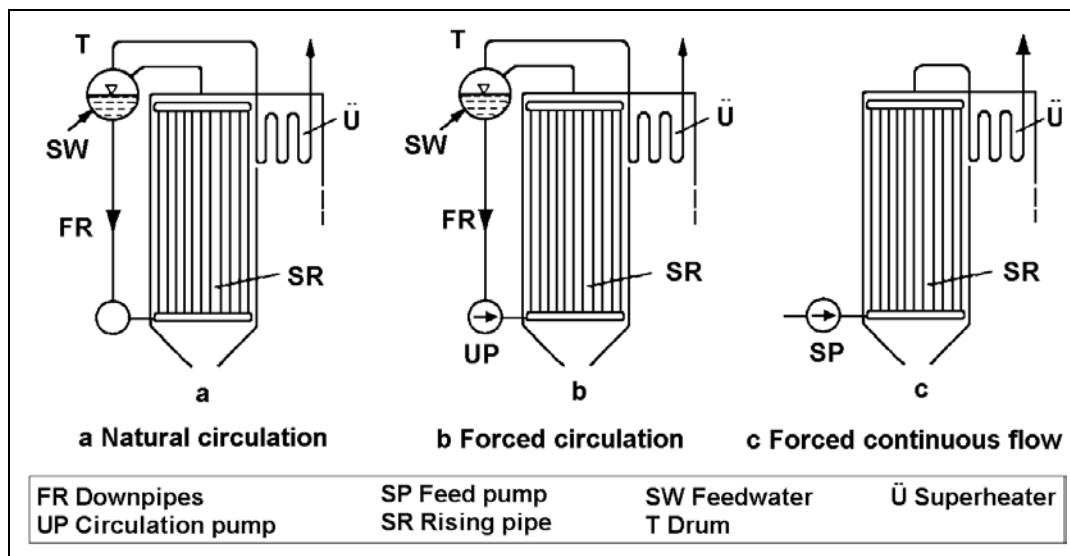 T
SW
FR
SR
Ü
a
T
SW
FR
UP
SR
Ü
b
SP
SR
Ü
c
a Natural circulation
b Forced circulation
c Forced continuous flow
FR Downpipes
SP Feed pump
SW Feedwater
Ü Superheater
UP Circulation pump
SR Rising pipe
T Drum